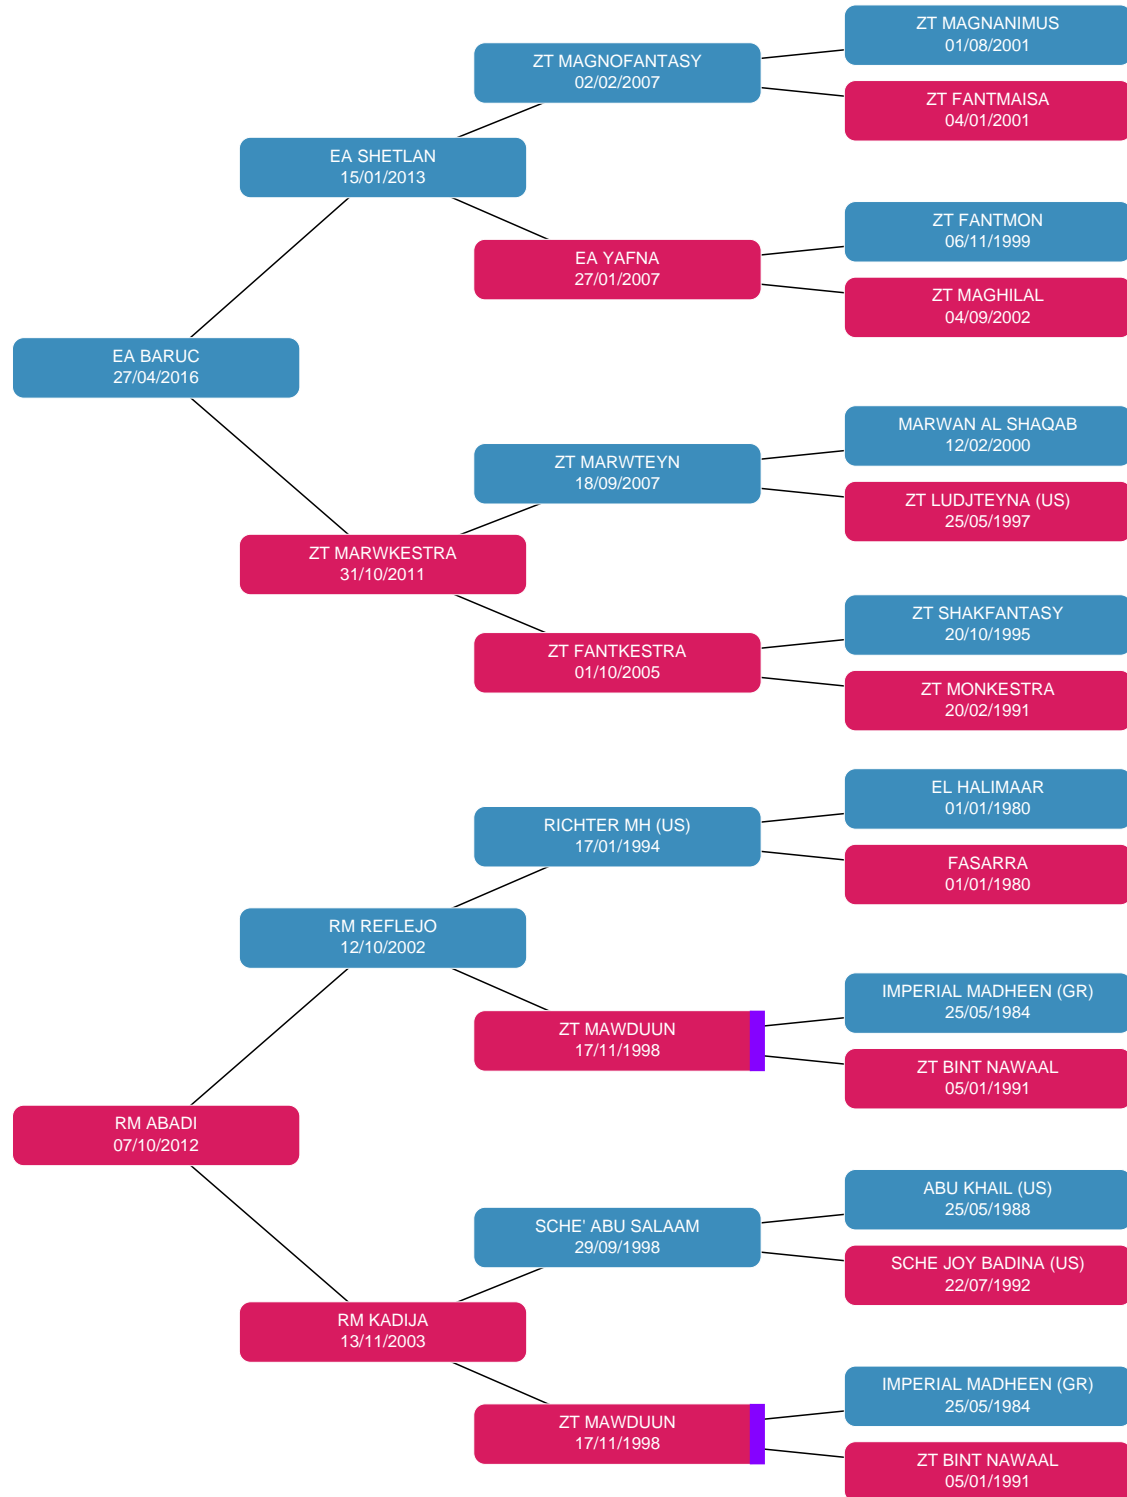 ZT MAGNANIMUS
01/08/2001
ZT MAGNOFANTASY
02/02/2007
ZT FANTMAISA
04/01/2001
EA SHETLAN
15/01/2013
ZT FANTMON
06/11/1999
EA YAFNA
27/01/2007
ZT MAGHILAL
04/09/2002
EA BARUC
27/04/2016
MARWAN AL SHAQAB
12/02/2000
ZT MARWTEYN
18/09/2007
ZT LUDJTEYNA (US)
25/05/1997
ZT MARWKESTRA
31/10/2011
ZT SHAKFANTASY
20/10/1995
ZT FANTKESTRA
01/10/2005
ZT MONKESTRA
20/02/1991
EL HALIMAAR
01/01/1980
RICHTER MH (US)
17/01/1994
FASARRA
01/01/1980
RM REFLEJO
12/10/2002
IMPERIAL MADHEEN (GR)
25/05/1984
ZT MAWDUUN
17/11/1998
ZT BINT NAWAAL
05/01/1991
RM ABADI
07/10/2012
ABU KHAIL (US)
25/05/1988
SCHE' ABU SALAAM
29/09/1998
SCHE JOY BADINA (US)
22/07/1992
RM KADIJA
13/11/2003
IMPERIAL MADHEEN (GR)
25/05/1984
ZT MAWDUUN
17/11/1998
ZT BINT NAWAAL
05/01/1991